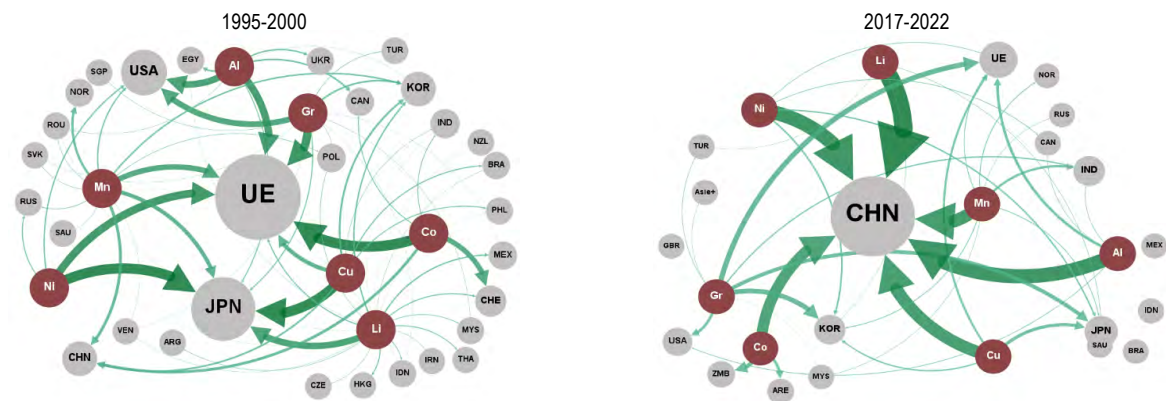 1995-2000
2017-2022
EGY
Al
TUR
USA
UKR
SGP
KOR
NOR
CAN
Gr
IND
ROU
NZL
POL
SVK
BRA
Mn
UE
RUS
PHL
SAU
Co
MEX
Cu
Ni
CHE
JPN
VEN
Li
MYS
ARG
CHN
THA
IRN
IDN
HKG
CZE
Li
UE
NOR
Ni
RUS
CAN
TUR
IND
Asie+
Mn
CHN
GBR
MEX
Al
Gr
IDN
KOR
JPN
USA
SAU
Co
BRA
Cu
ZMB
MYS
ARE